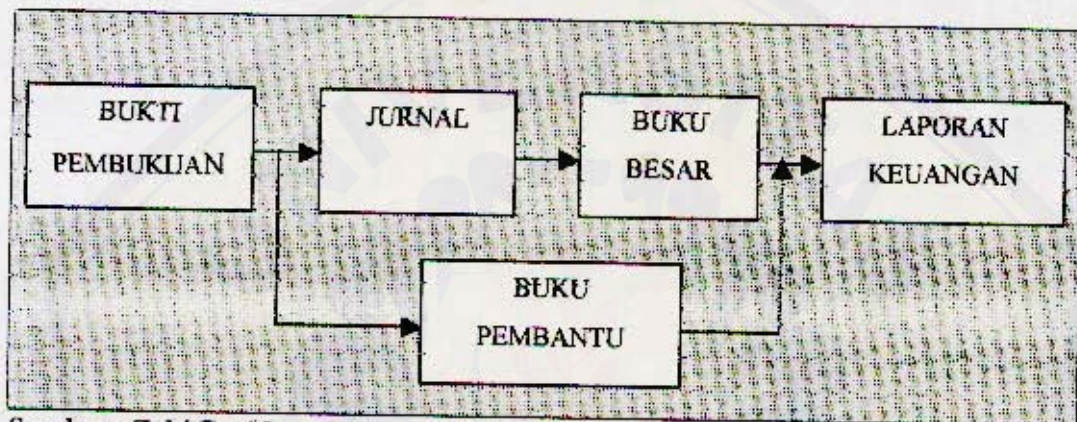 BUKTI
PEMBUKUAN
JURNAL
BUKU
BESAR
LAPORAN
KEUANGAN
BUKU
PEMBANTU